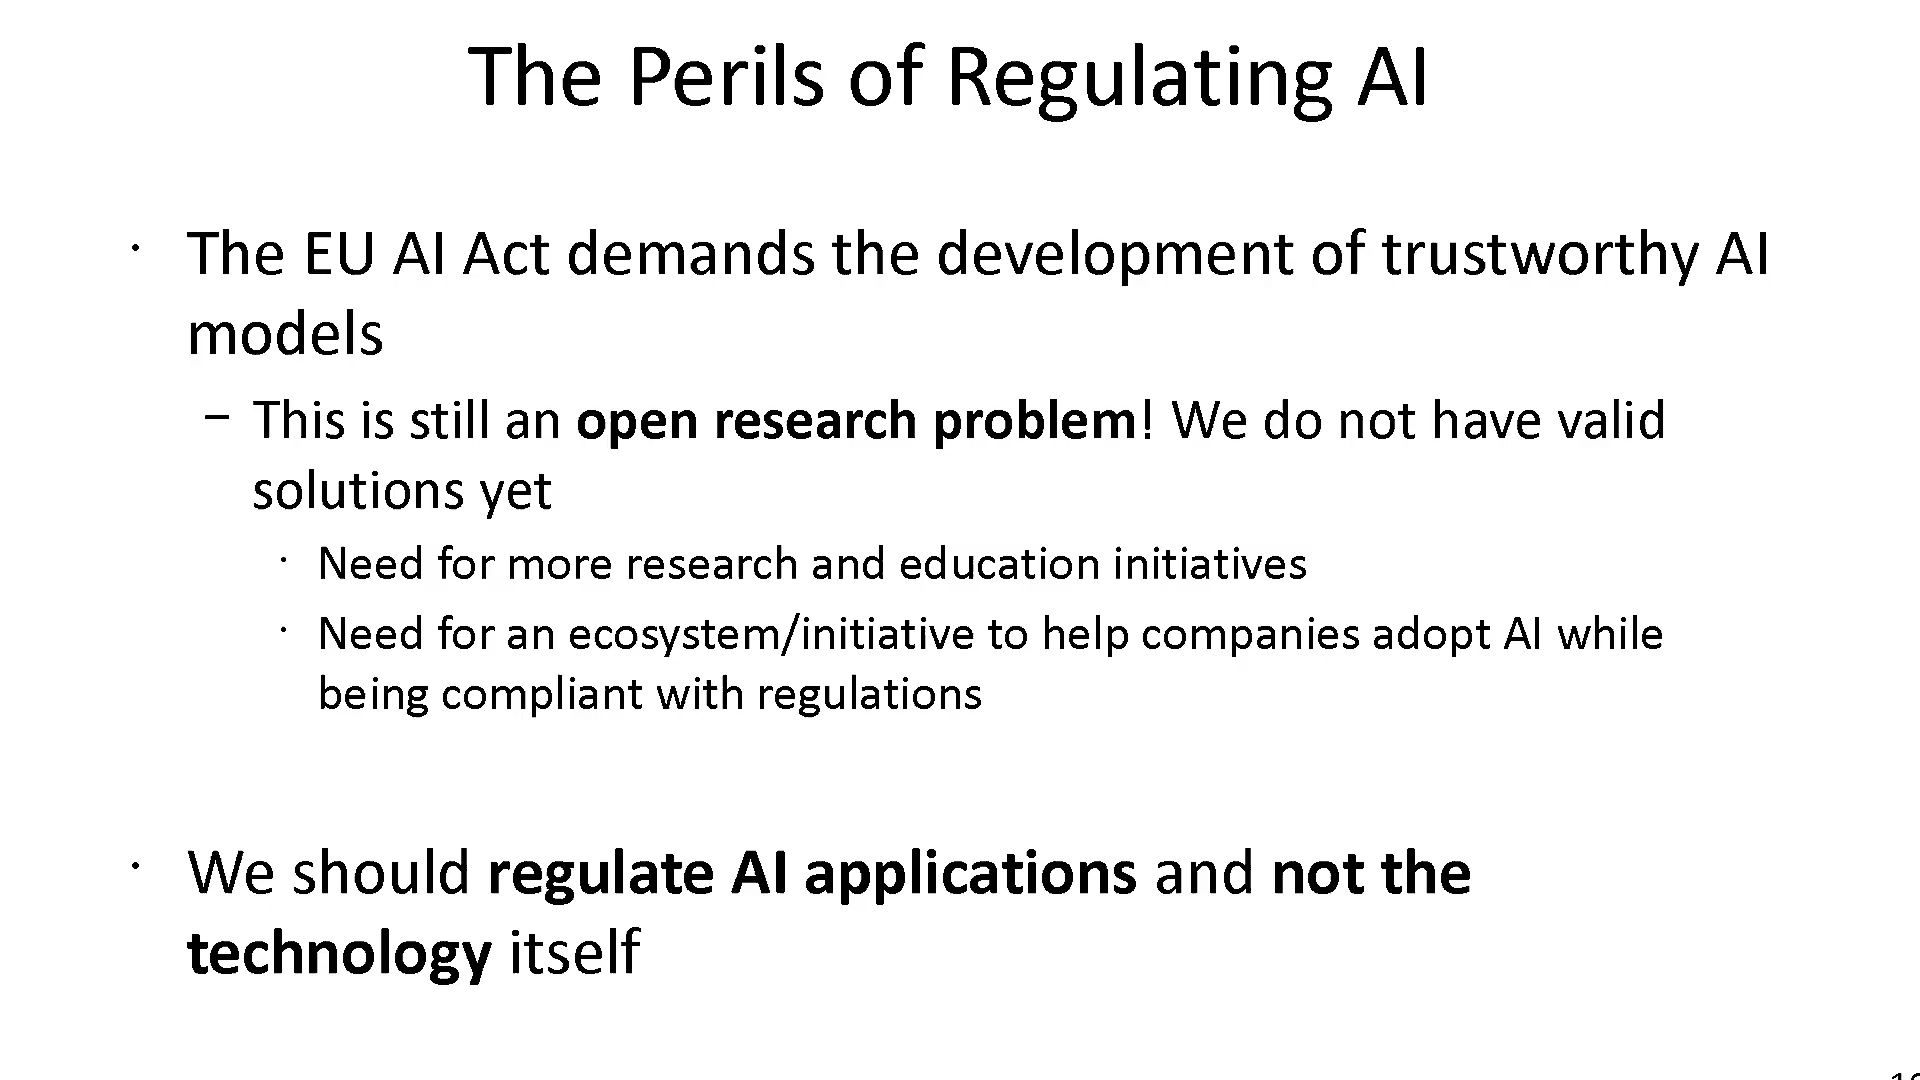 The Perils of Regulating AI
· The EU AI Act demands the development of trustworthy AI
models
– This is still an open research problem! We do not have valid
solutions yet
· Need for more research and education initiatives
· Need for an ecosystem/initiative to help companies adopt AI while
being compliant with regulations
· We should regulate AI applications and not the
technology itself